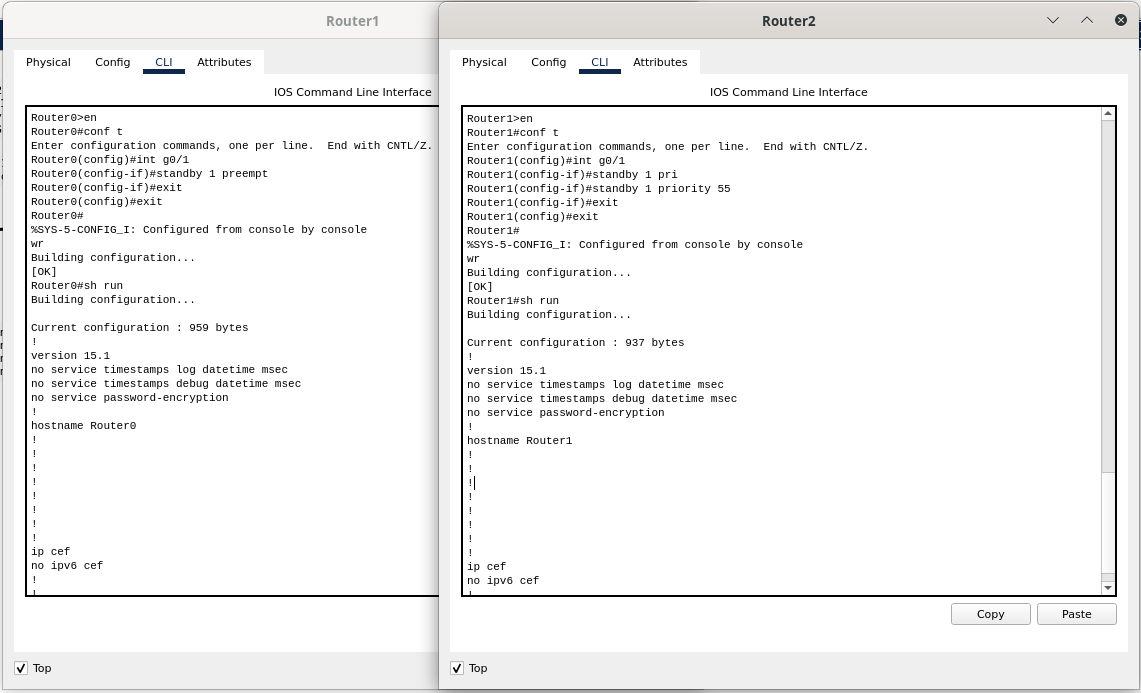 Router1
Physical Config CLI Attributes
IOS Command Line Interface
Router0>en
Router0#conf t
Enter configuration commands, one per line.  End with CNTL/Z.
Router0(config)#int g0/1
Router0(config-if)#standby 1 preempt
Router0(config-if)#exit
Router0(config)#exit
Router0#
%SYS-5-CONFIG_I: Configured from console by console
wr
Building configuration...
[OK]
Router0#sh run
Building configuration...

Current configuration : 959 bytes
!
version 15.1
no service timestamps log datetime msec
no service timestamps debug datetime msec
no service password-encryption
!
hostname Router0
!
!
!
!
!
!
!
!
ip cef
no ipv6 cef
!
!
Top
Router2
Physical Config CLI Attributes
IOS Command Line Interface
Router1>en
Router1#conf t
Enter configuration commands, one per line.  End with CNTL/Z.
Router1(config)#int g0/1
Router1(config-if)#standby 1 pri
Router1(config-if)#standby 1 priority 55
Router1(config-if)#exit
Router1(config)#exit
Router1#
%SYS-5-CONFIG_I: Configured from console by console
wr
Building configuration...
[OK]
Router1#sh run
Building configuration...

Current configuration : 937 bytes
!
version 15.1
no service timestamps log datetime msec
no service timestamps debug datetime msec
no service password-encryption
!
hostname Router1
!
!
!
!
!
!
!
!
ip cef
no ipv6 cef
!
Copy Paste
Top